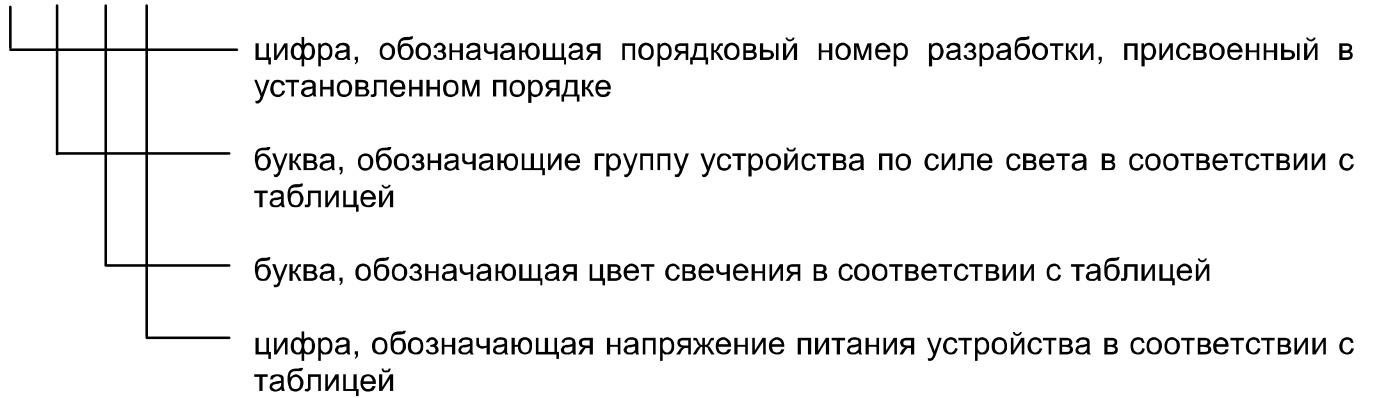 цифра, обозначающая порядковый номер разработки, присвоенный в
установленном порядке
буква, обозначающие группу устройства по силе света в соответствии с
таблицей
буква, обозначающая цвет свечения в соответствии с таблицей
цифра, обозначающая напряжение питания устройства в соответствии с
таблицей